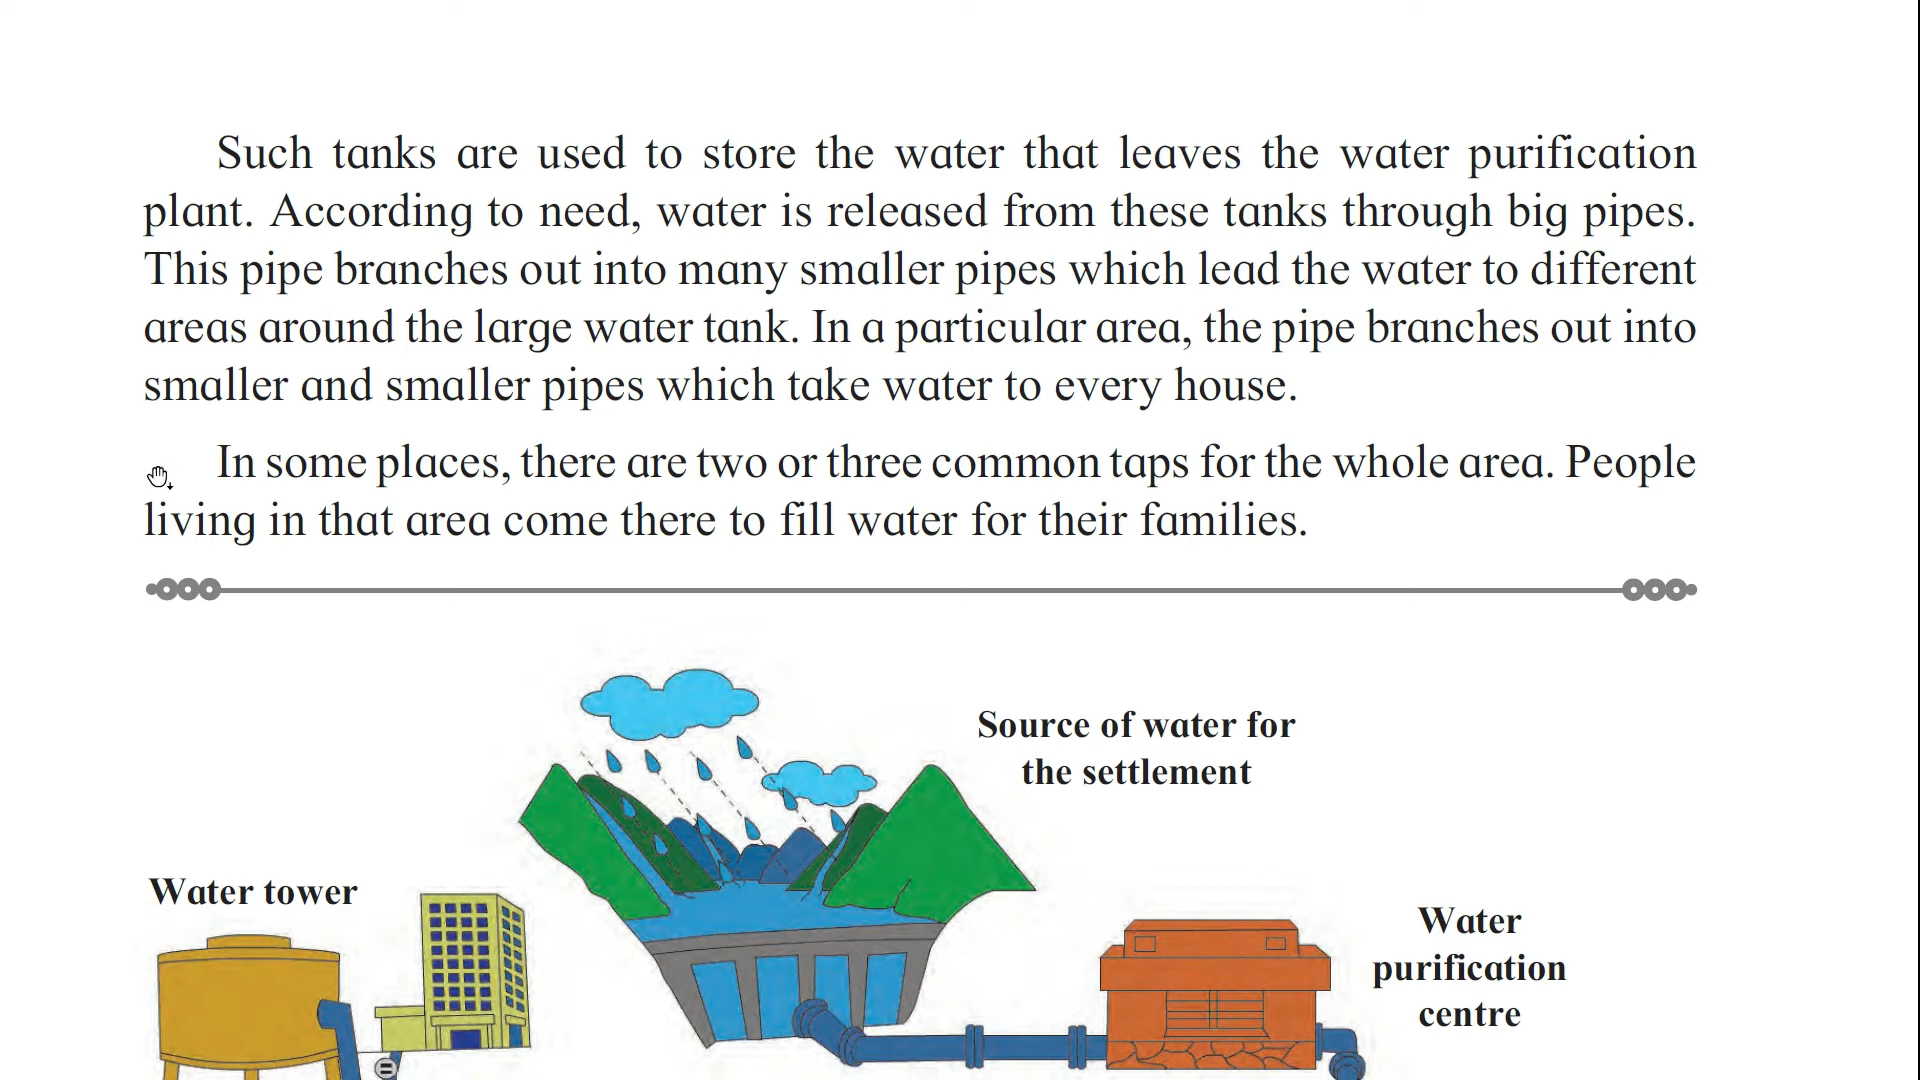 Such tanks are used to store the water that leaves the water purification
plant. According to need, water is released from these tanks through big pipes.
This pipe branches out into many smaller pipes which lead the water to different
areas around the large water tank. In a particular area, the pipe branches out into
smaller and smaller pipes which take water to every house.
In some places, there are two or three common taps for the whole area. People
living in that area come there to fill water for their families.
Source of water for
the settlement
Water tower
Water
purification
centre